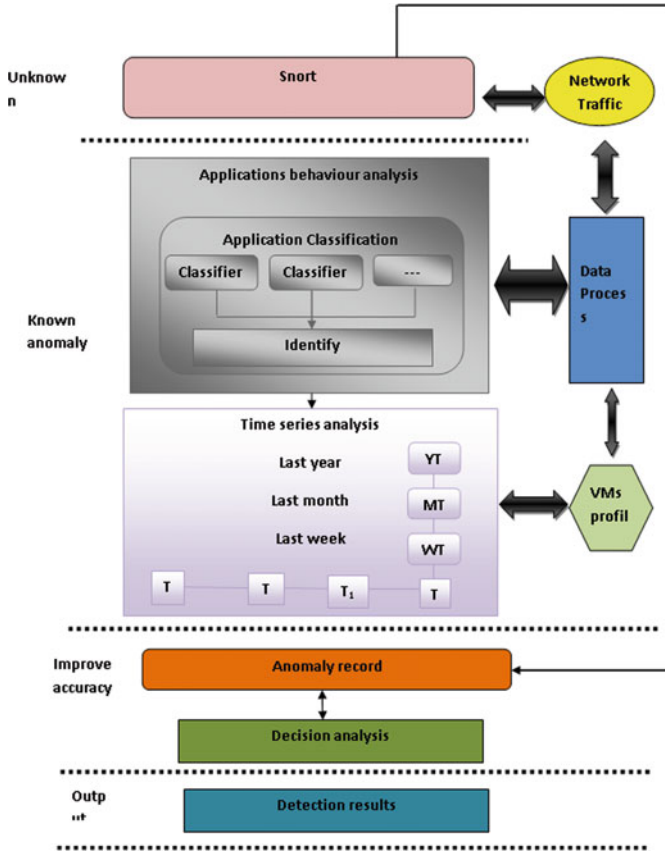 Snort
Unknow
n
Network
Traffic
Applications behaviour analysis
Application Classification
Classifier
Classifier
---
Identify
Data
Proces
s
Known
anomaly
Time series analysis
Last year
YT
Last month
MT
Last week
WT
T
T
T₁
T
VMs
profil
Improve
accuracy
Anomaly record
Decision analysis
Outp
ut
Detection results